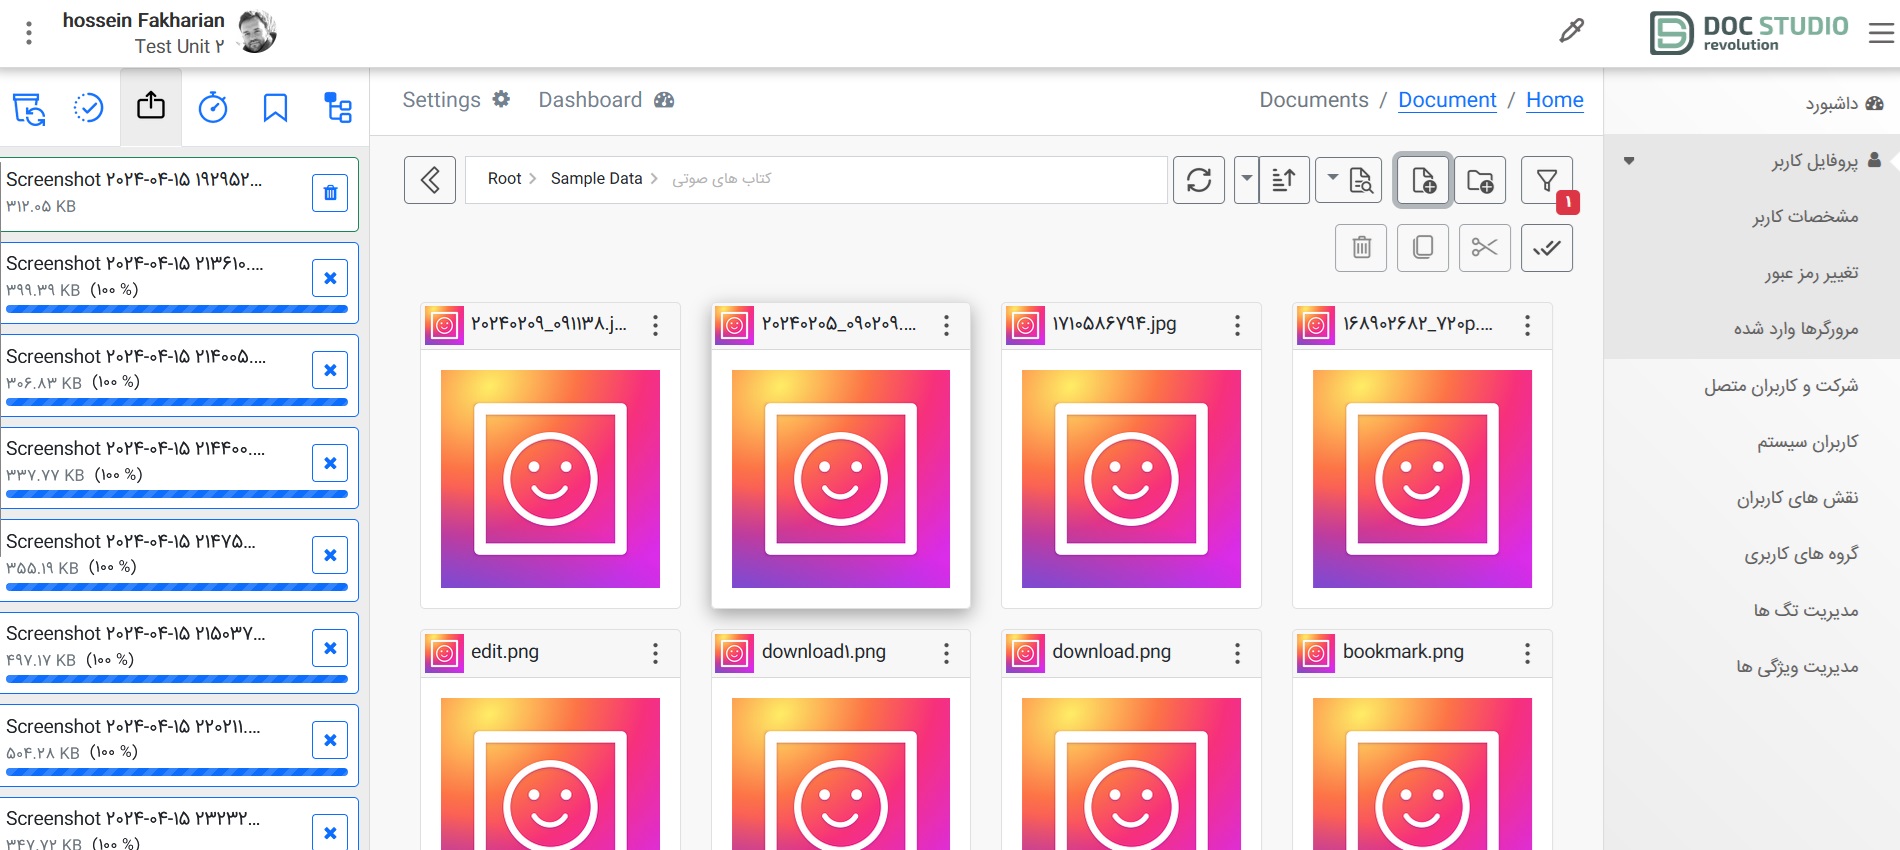 hossein Fakharian
Test Unit ۲
DOC STUDIO
revolution
Settings
Dashboard
Documents / Document / Home
Root
Sample Data
کتاب های صوتی
۱
Screenshot ۲۰۲۴-۰۴-۱۵ ۱۹۲۹۵۲...
۳۱۲.۰۵ KB
Screenshot ۲۰۲۴-۰۴-۱۵ ۲۱۳۶۱۰....
۳۹۹.۳۹ KB (۱۰۰ %)
Screenshot ۲۰۲۴-۰۴-۱۵ ۲۱۴۰۰۵....
۳۰۶.۸۳ KB (۱۰۰ %)
Screenshot ۲۰۲۴-۰۴-۱۵ ۲۱۴۴۰۰....
۳۳۷.۷۷ KB (۱۰۰ %)
Screenshot ۲۰۲۴-۰۴-۱۵ ۲۱۴۷۵...
۳۵۵.۱۹ KB (۱۰۰ %)
Screenshot ۲۰۲۴-۰۴-۱۵ ۲۱۵۰۳۷...
۴۹۷.۱۷ KB (۱۰۰ %)
Screenshot ۲۰۲۴-۰۴-۱۵ ۲۲۰۲۱۱....
۵۰۴.۲۸ KB (۱۰۰ %)
Screenshot ۲۰۲۴-۰۴-۱۵ ۲۳۲۳۲...
۳۴۷.۷۲ KB (۱۰۰ %)
۲۰۲۴۰۲۰۹_۰۹۱۱۳۸.j...
۲۰۲۴۰۲۰۵_۰۹۰۲۰۹....
۱۷۱۰۵۸۶۷۹۴.jpg
۱۶۸۹۰۲۶۸۲_۷۲۰p....
edit.png
download۱.png
download.png
bookmark.png
داشبورد
پروفایل کاربر
مشخصات کاربر
تغییر رمز عبور
مرورگرها وارد شده
شرکت و کاربران متصل
کاربران سیستم
نقش های کاربران
گروه های کاربری
مدیریت تگ ها
مدیریت ویژگی ها